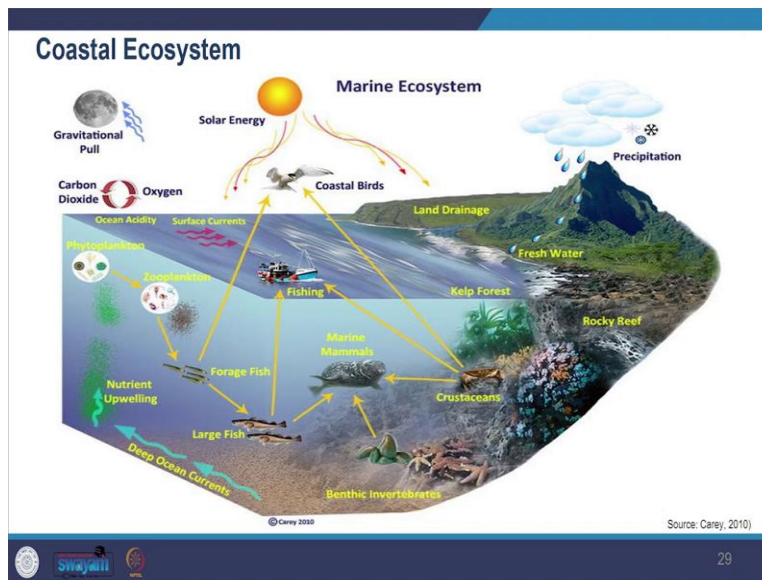 Coastal Ecosystem
Marine Ecosystem
Solar Energy
Gravitational
Pull
Precipitation
Carbon
Dioxide
Oxygen
Coastal Birds
Land Drainage
Ocean Acidity
Surface Currents
Phytoplankton
Zooplankton
Fresh Water
Fishing
Kelp Forest
Rocky Reef
Marine
Mammals
Forage Fish
Nutrient
Upwelling
Crustaceans
Large Fish
Deep Ocean Currents
Benthic Invertebrates
©Carey 2010
Source: Carey, 2010)
swayam
NPTEL
29